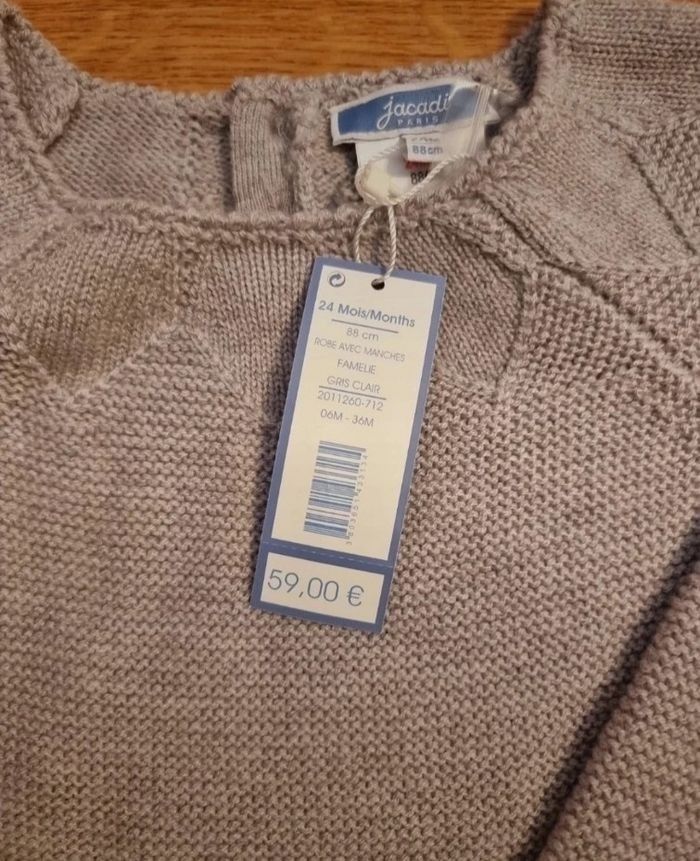 jacadi
PARIS
88cm
24 Mois/Months
88 cm
ROBE AVEC MANCHES
FAMELIE
GRIS CLAIR
2011260-712
06M - 36M
59,00 €